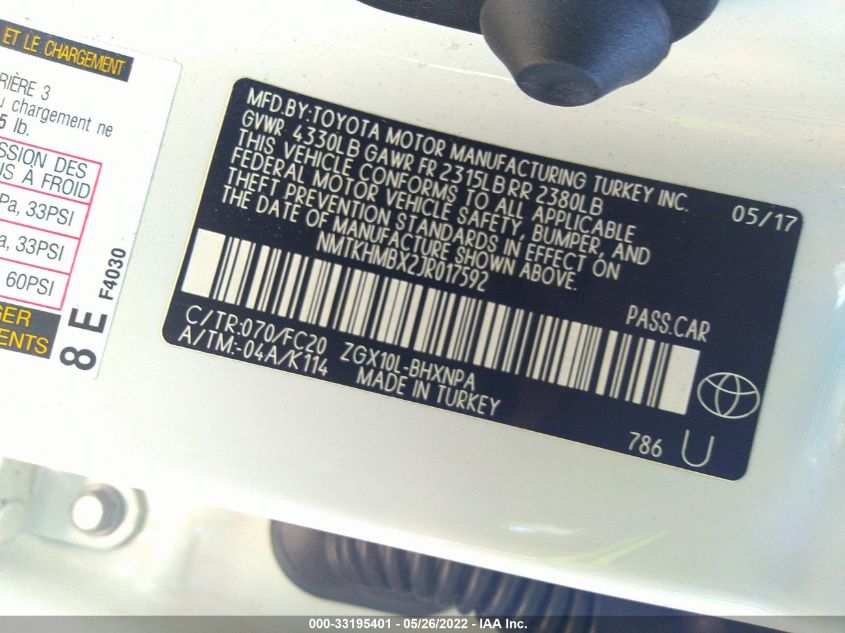 ET LE CHARGEMENT
RIÈRE 3
u chargement ne
5 lb.
SSION DES
US À FROID
Pa, 33PSI
a, 33PSI
60PSI
GER
EMENTS
8 E
F4030
MFD.BY:TOYOTA MOTOR MANUFACTURING TURKEY INC.
GVWR 4330LB GAWR FR 2315LB RR 2380LB
05/17
THIS VEHICLE CONFORMS TO ALL APPLICABLE
FEDERAL MOTOR VEHICLE SAFETY, BUMPER, AND
THEFT PREVENTION STANDARDS IN EFFECT ON
THE DATE OF MANUFACTURE SHOWN ABOVE.
NMTKHMBX2JR017592
PASS.CAR
C/TR:070/FC20
ZGX10L-BHXNPA
A/TM:-04A/K114
MADE IN TURKEY
786 U
000-33195401 - 05/26/2022 - IAA Inc.